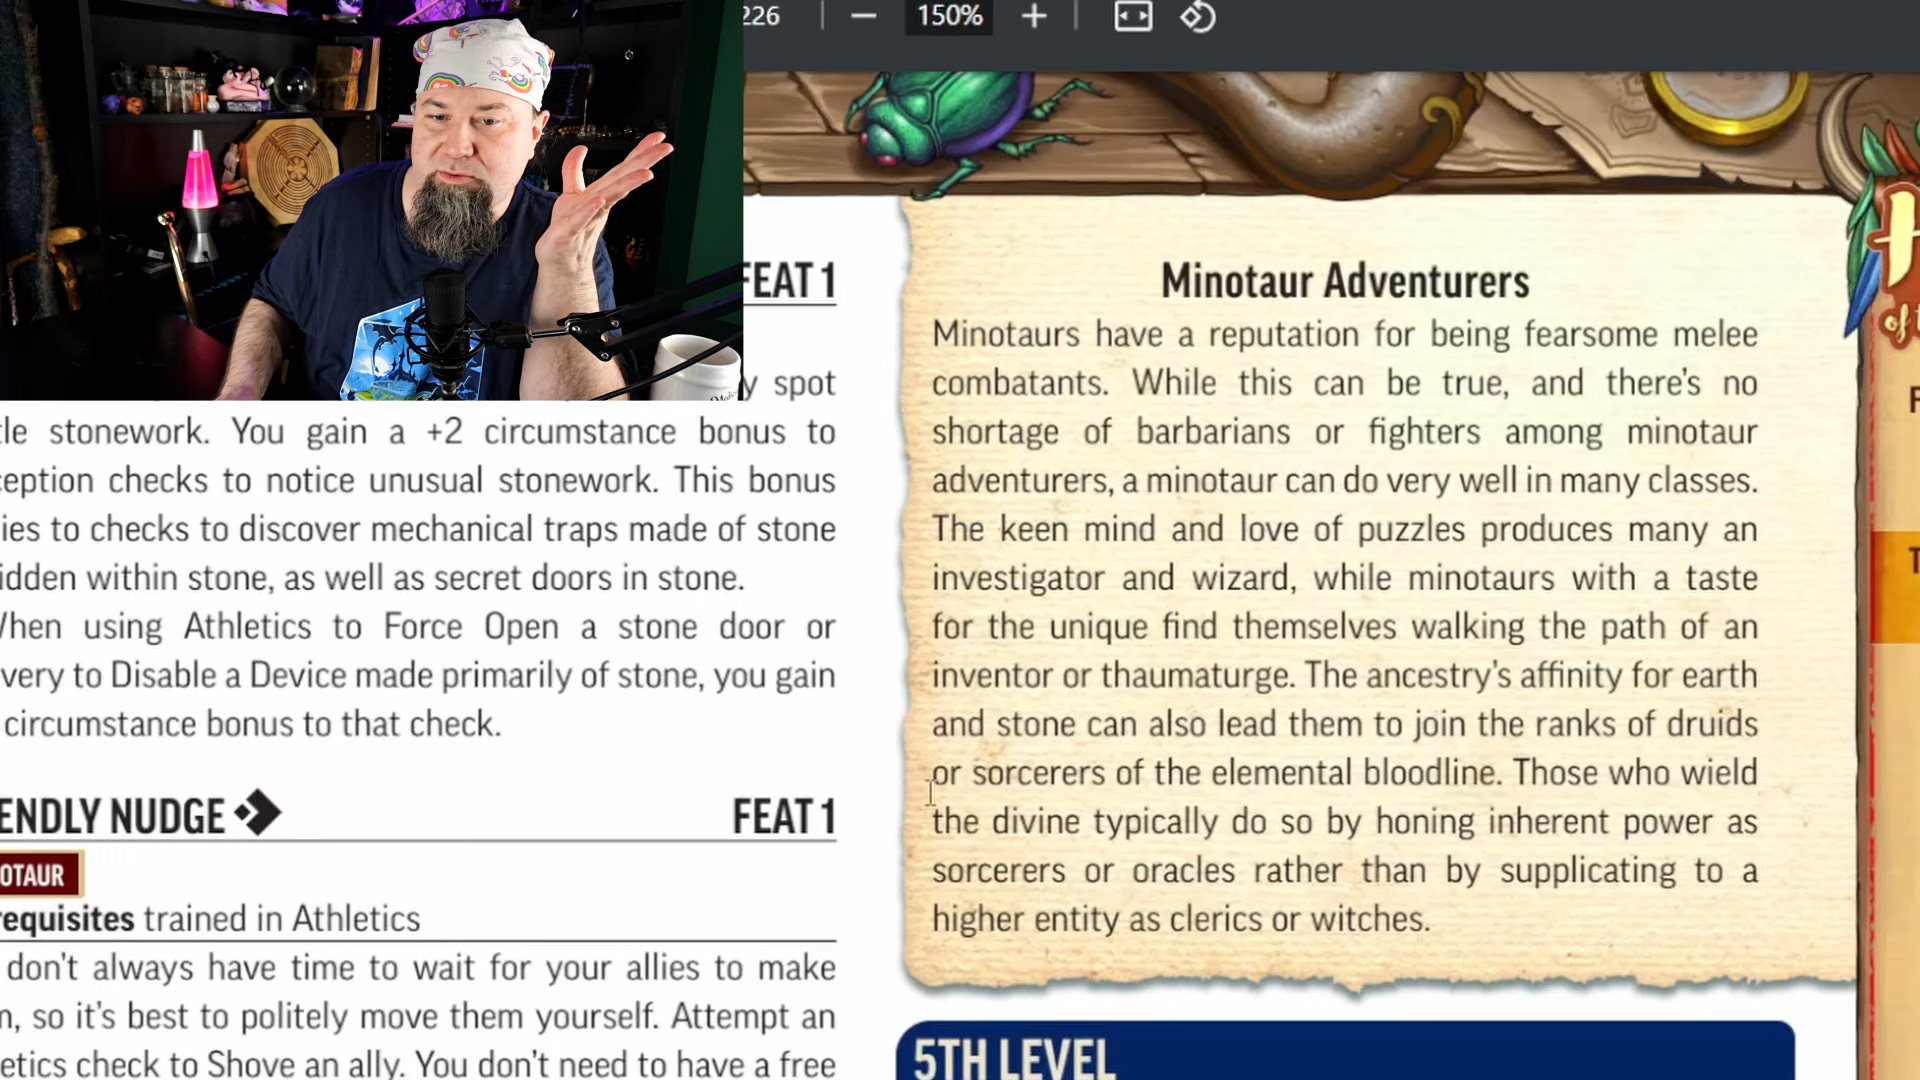 226
150%
FEAT 1
y spot
tle stonework. You gain a +2 circumstance bonus to
ception checks to notice unusual stonework. This bonus
lies to checks to discover mechanical traps made of stone
idden within stone, as well as secret doors in stone.
When using Athletics to Force Open a stone door or
very to Disable a Device made primarily of stone, you gain
circumstance bonus to that check.
ENDLY NUDGE FEAT 1
OTAUR
requisites trained in Athletics
don't always have time to wait for your allies to make
m, so it's best to politely move them yourself. Attempt an
letics check to Shove an ally. You don't need to have a free
Minotaur Adventurers
Minotaurs have a reputation for being fearsome melee
combatants. While this can be true, and there's no
shortage of barbarians or fighters among minotaur
adventurers, a minotaur can do very well in many classes.
The keen mind and love of puzzles produces many an
investigator and wizard, while minotaurs with a taste
for the unique find themselves walking the path of an
inventor or thaumaturge. The ancestry's affinity for earth
and stone can also lead them to join the ranks of druids
or sorcerers of the elemental bloodline. Those who wield
the divine typically do so by honing inherent power as
sorcerers or oracles rather than by supplicating to a
higher entity as clerics or witches.
5TH LEVEL
H
of
F
T